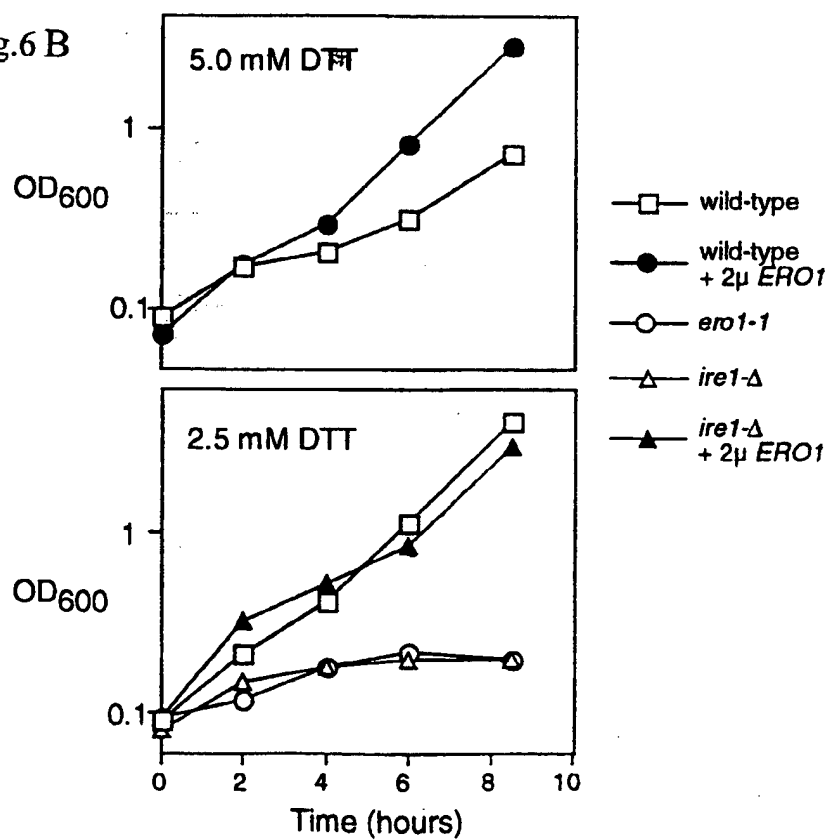 g.6 B
5.0 mM DTT
1
OD600
0.1
wild-type
wild-type
+ 2μ ERO1
ero1-1
ire1-Δ
ire1-Δ
+ 2μ ERO1
2.5 mM DTT
1
OD600
0.1
0 2 4 6 8 10
Time (hours)